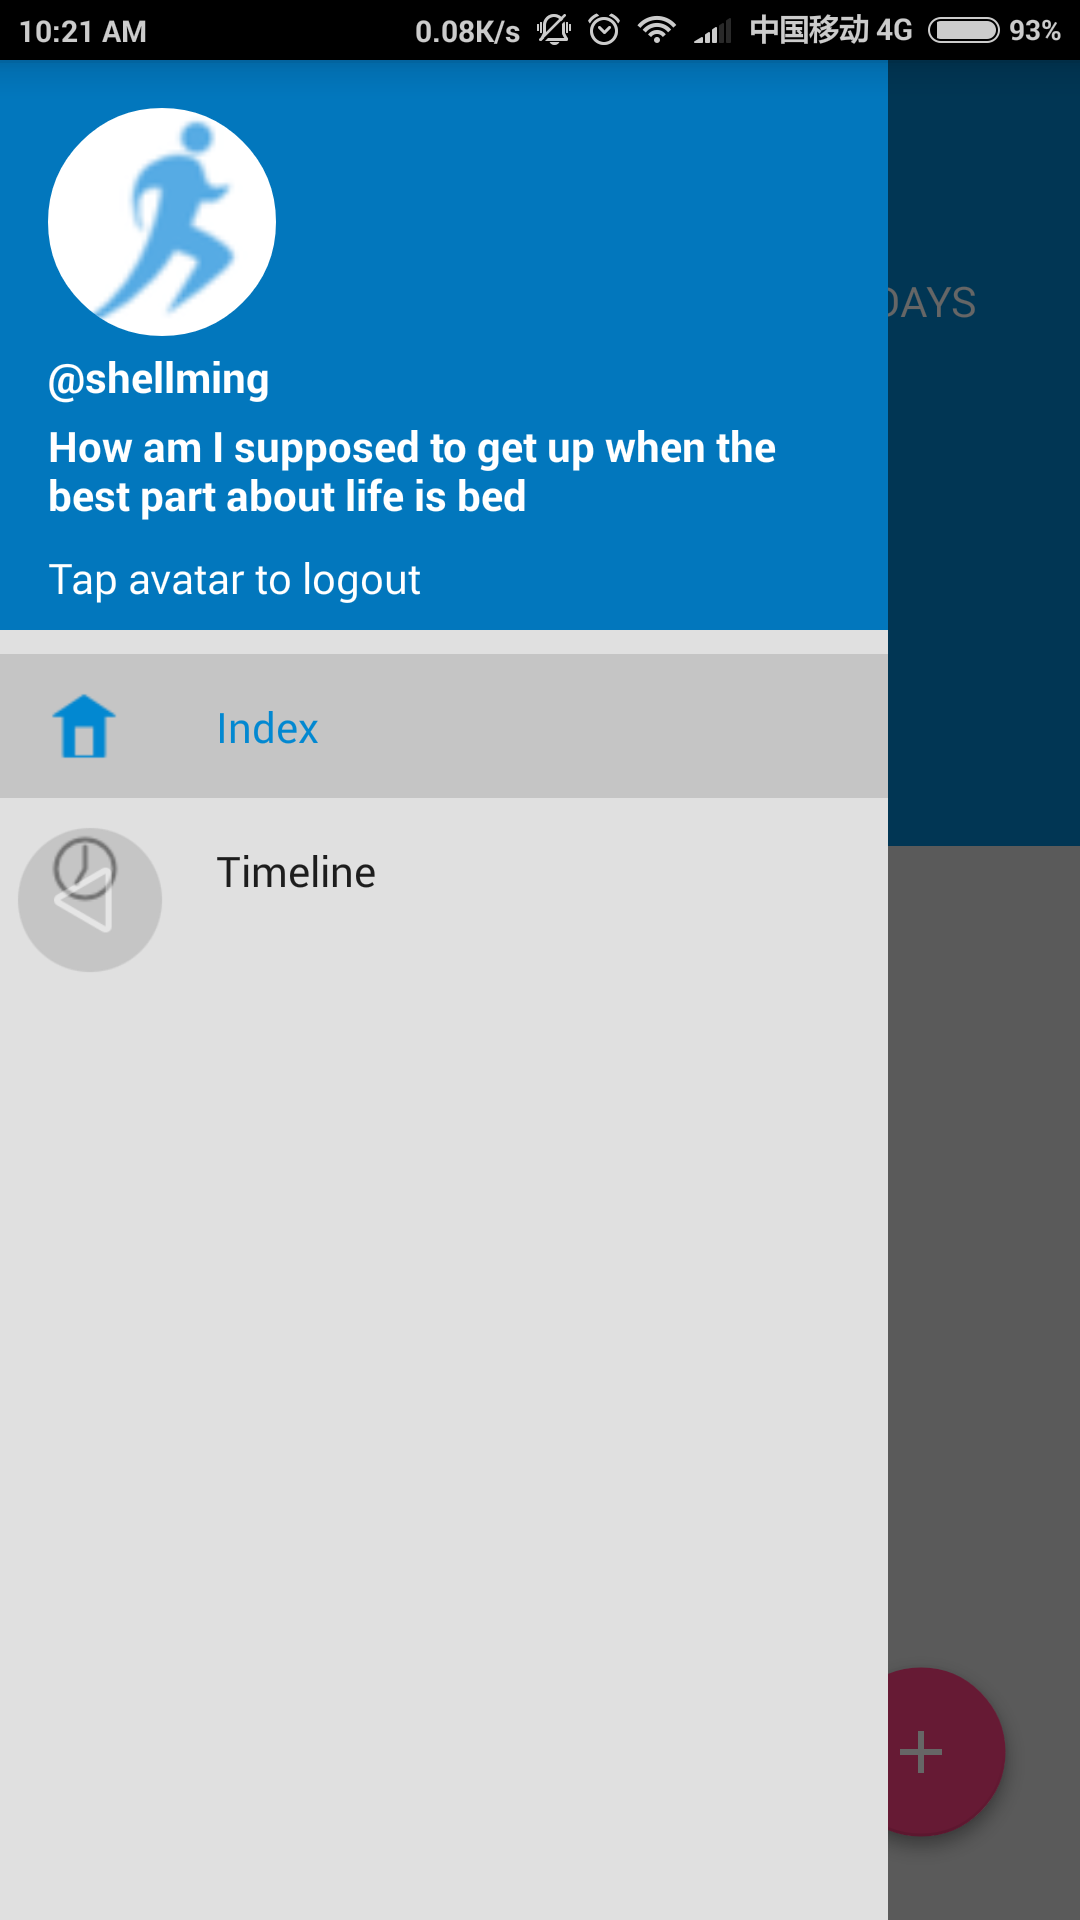 10:21 AM 0.08K/s 中国移动 4G 93%
DAYS
@shellming
How am I supposed to get up when the
best part about life is bed
Tap avatar to logout
Index
Timeline